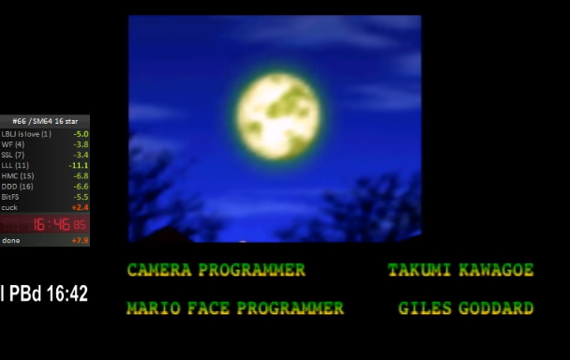 #66 / SM64 16 star
LBLJ is love (1) -5.0
WF (4) -3.8
SSL (7) -3.4
LLL (11) -11.1
HMC (15) -6.8
DDD (16) -6.6
BitFS -5.5
cuck +2.4
16:46 85
done +7.9
I PBd 16:42
CAMERA PROGRAMMER TAKUMI KAWAGOE
MARIO FACE PROGRAMMER GILES GODDARD